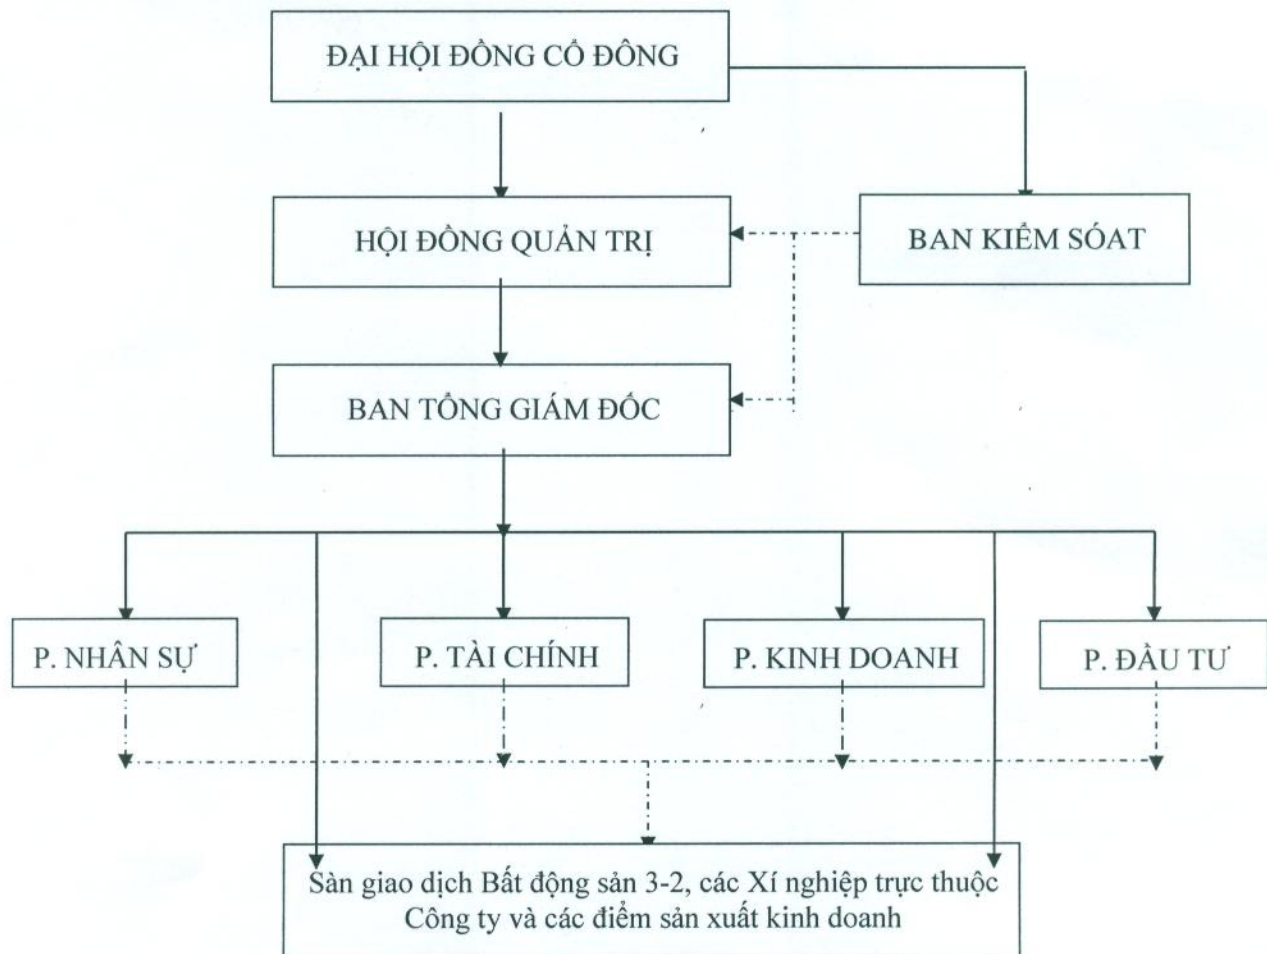 ĐẠI HỘI ĐỒNG CỔ ĐÔNG
HỘI ĐỒNG QUẢN TRỊ
BAN KIỂM SÓAT
BAN TỔNG GIÁM ĐỐC
P. NHÂN SỰ
P. TÀI CHÍNH
P. KINH DOANH
P. ĐẦU TƯ
Sàn giao dịch Bất động sản 3-2, các Xí nghiệp trực thuộc
Công ty và các điểm sản xuất kinh doanh